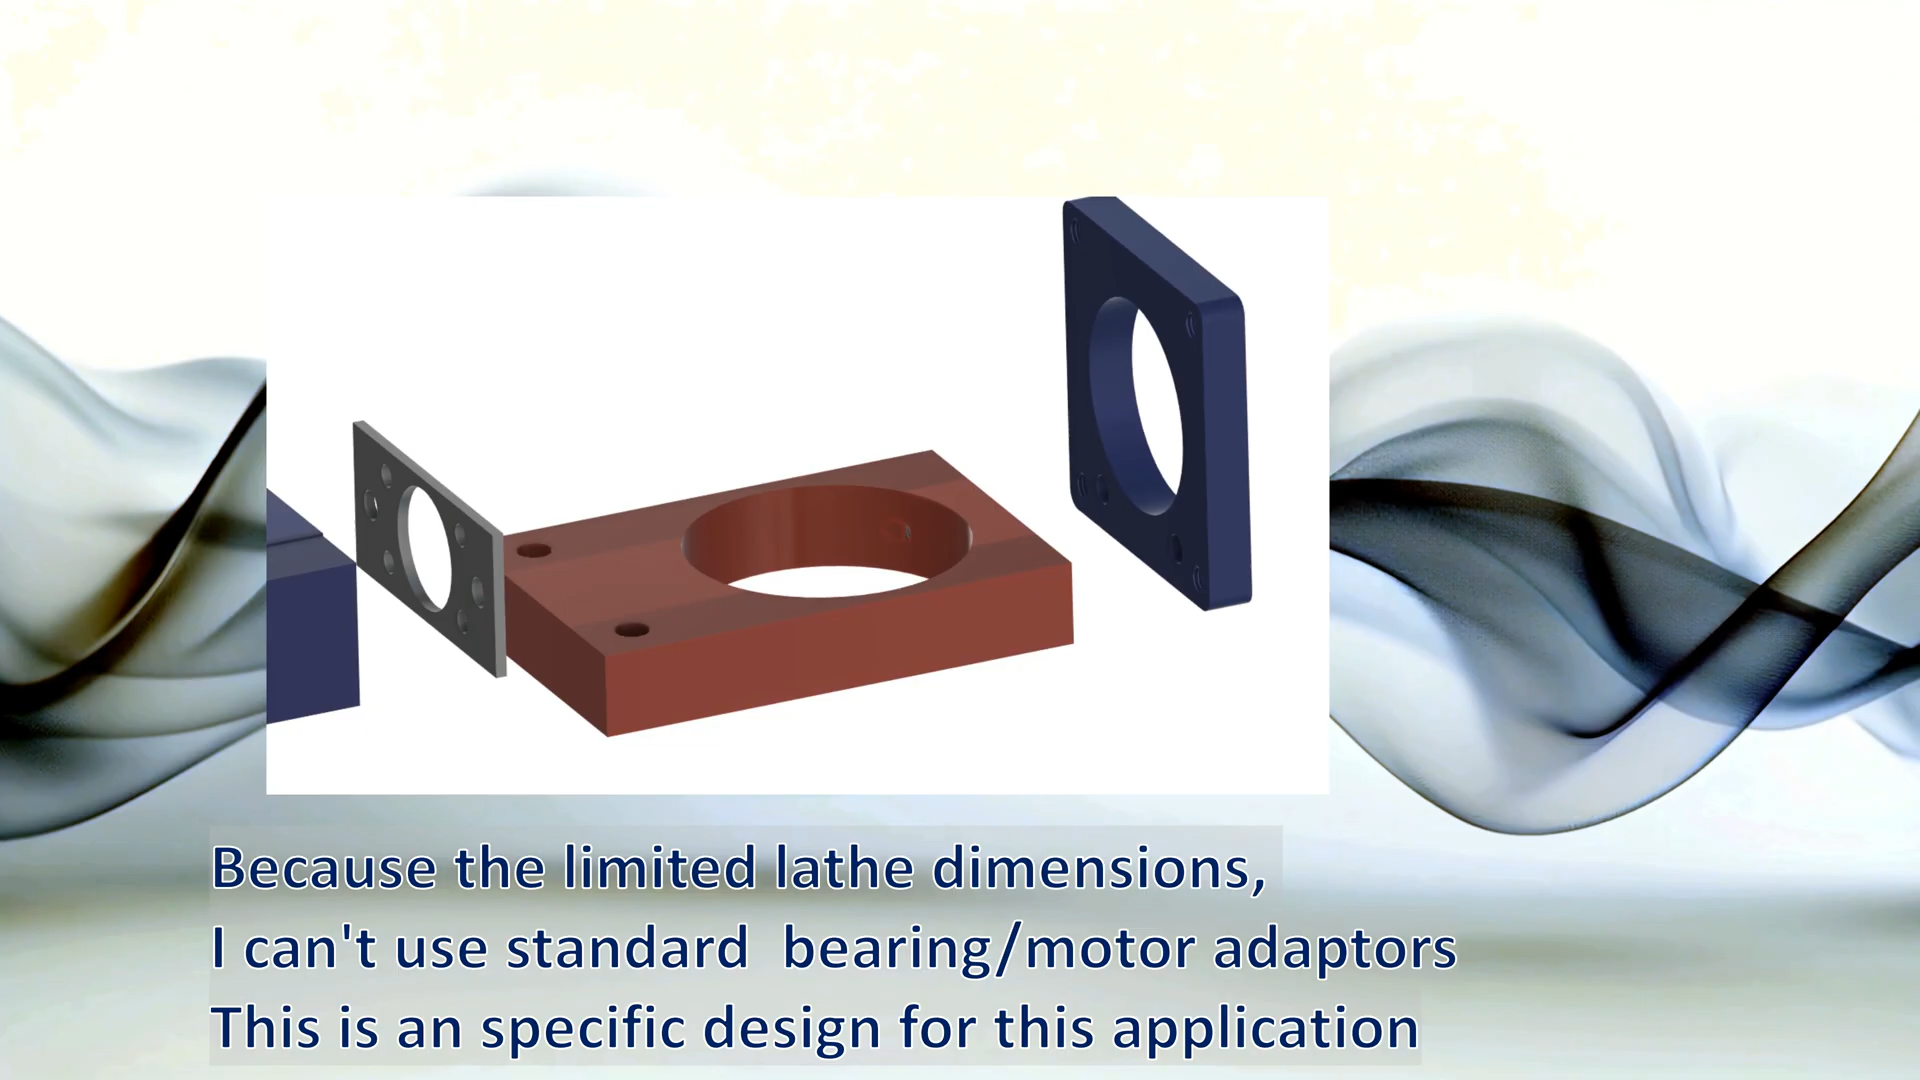 Because the limited lathe dimensions,
I can't use standard  bearing/motor adaptors
This is an specific design for this application